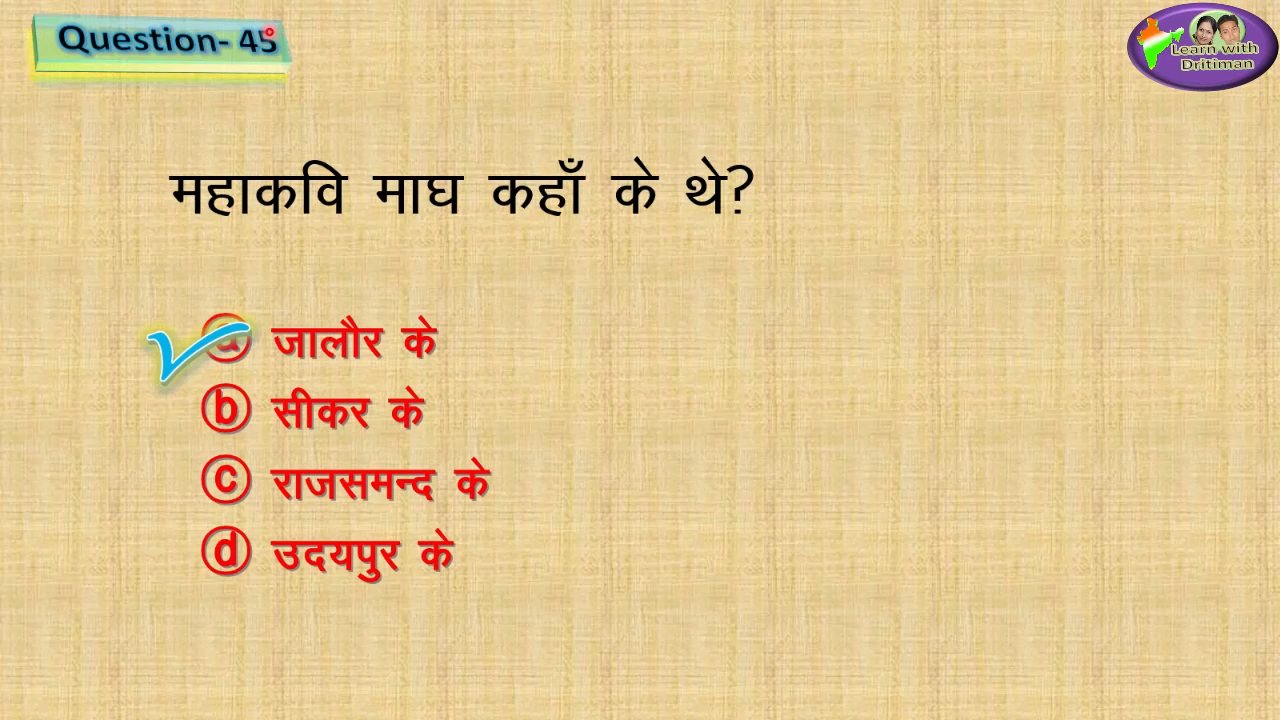 Question- 45
Learn with
Dritiman
महाकवि माघ कहाँ के थे?
ⓐ जालौर के
ⓑ सीकर के
ⓒ राजसमन्द के
ⓓ उदयपुर के